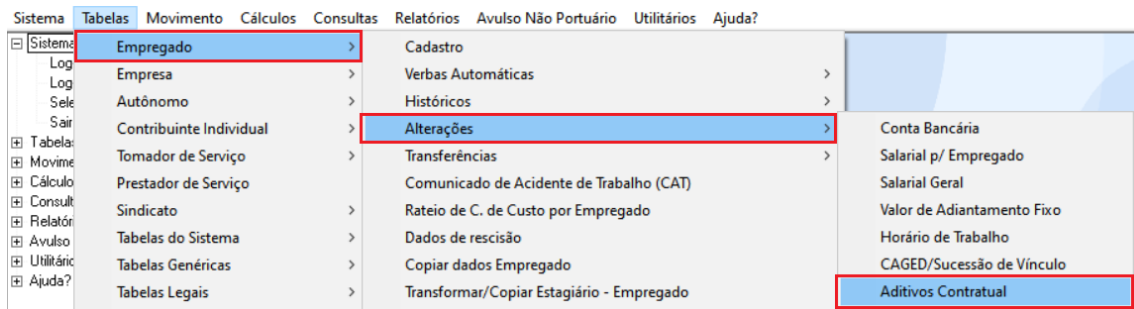 Sistema Tabelas Movimento Cálculos Consultas Relatórios Avulso Não Portuário Utilitários Ajuda?
Sistema
Log
Log
Sele
Sair
Tabela
Movime
Cálculo
Consult
Relatór
Avulso
Utilitáric
Ajuda?
Empregado
Empresa
Autônomo
Contribuinte Individual
Tomador de Serviço
Prestador de Serviço
Sindicato
Tabelas do Sistema
Tabelas Genéricas
Tabelas Legais
Cadastro
Verbas Automáticas
Históricos
Alterações
Transferências
Comunicado de Acidente de Trabalho (CAT)
Rateio de C. de Custo por Empregado
Dados de rescisão
Copiar dados Empregado
Transformar/Copiar Estagiário - Empregado
Conta Bancária
Salarial p/ Empregado
Salarial Geral
Valor de Adiantamento Fixo
Horário de Trabalho
CAGED/Sucessão de Vínculo
Aditivos Contratual